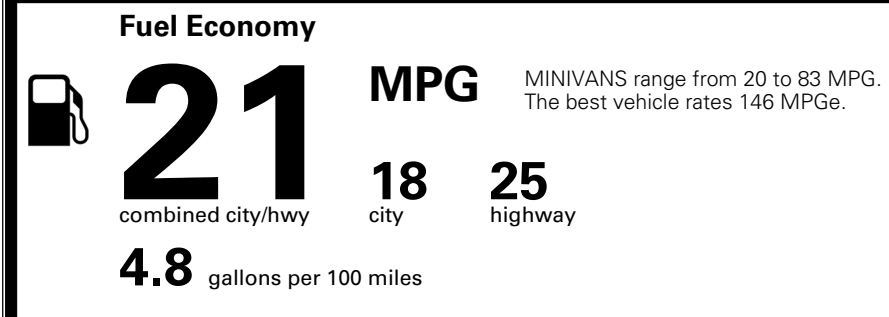 Fuel Economy
21 MPG
MINIVANS range from 20 to 83 MPG.
The best vehicle rates 146 MPGe.
18 25
combined city/hwy city highway
4.8 gallons per 100 miles